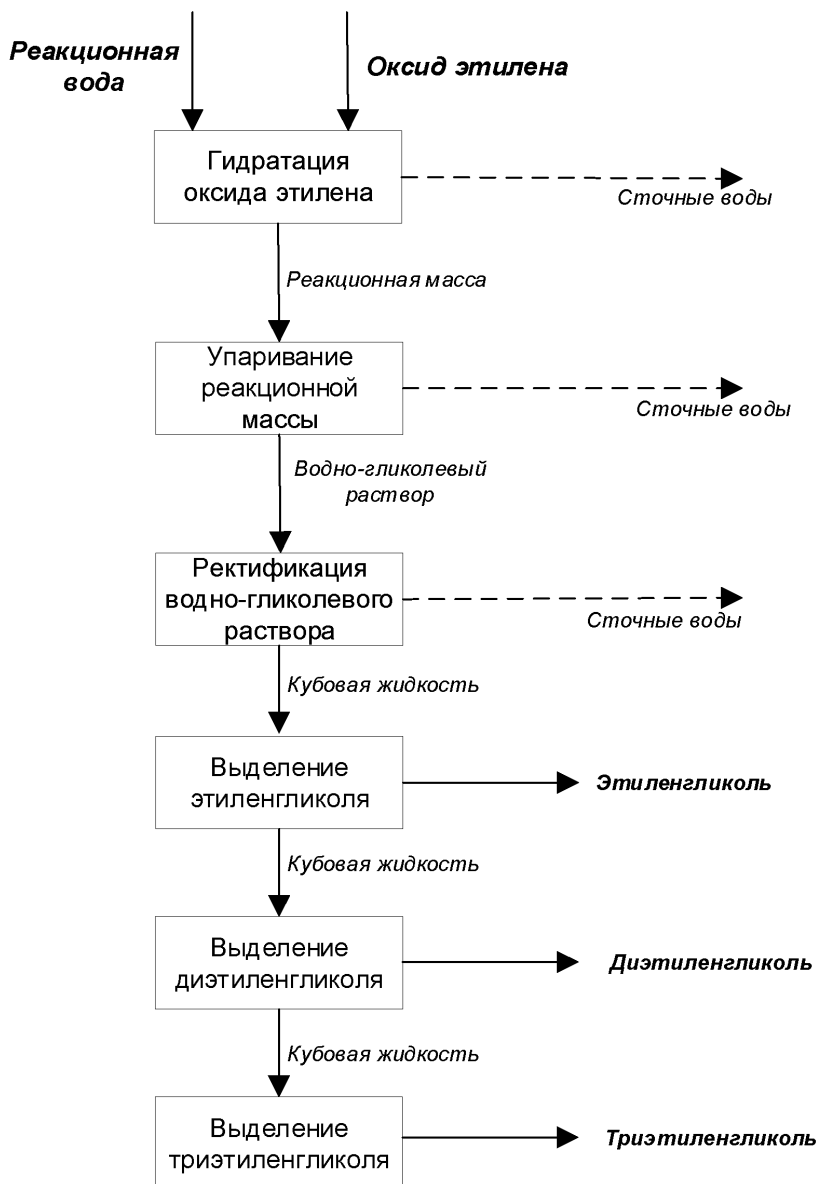 Реакционная
вода
Оксид этилена
Гидратация
оксида этилена
Сточные воды
Реакционная масса
Упаривание
реакционной
массы
Сточные воды
Водно-гликолевый
раствор
Ректификация
водно-гликолевого
раствора
Сточные воды
Кубовая жидкость
Выделение
этиленгликоля
Этиленгликоль
Кубовая жидкость
Выделение
диэтиленгликоля
Диэтиленгликоль
Кубовая жидкость
Выделение
триэтиленгликоля
Триэтиленгликоль